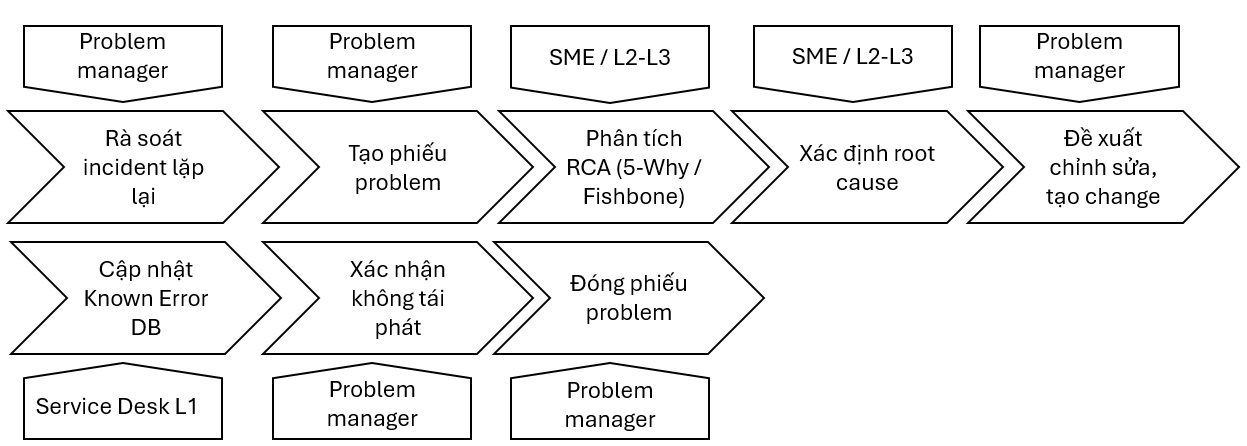 Problem
manager
Problem
manager
SME / L2-L3
SME / L2-L3
Problem
manager
Rà soát
incident lặp
lại
Tạo phiếu
problem
Phân tích
RCA (5-Why /
Fishbone)
Xác định root
cause
Đề xuất
chỉnh sửa,
tạo change
Cập nhật
Known Error
DB
Xác nhận
không tái
phát
Đóng phiếu
problem
Service Desk L1
Problem
manager
Problem
manager